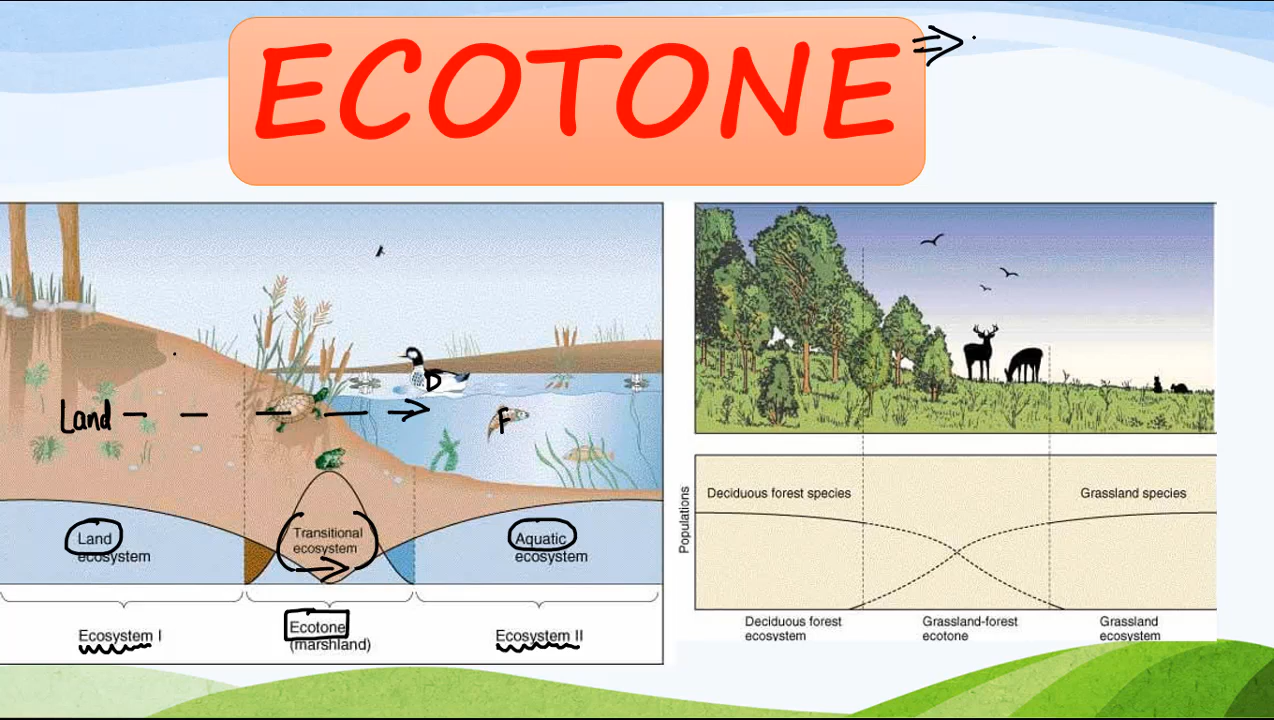 ECOTONE
Land
D
F
Land
ecosystem
Transitional
ecosystem
Aquatic
ecosystem
Ecosystem I
Ecotone
(marshland)
Ecosystem II
Populations
Deciduous forest species
Grassland species
Deciduous forest
ecosystem
Grassland-forest
ecotone
Grassland
ecosystem